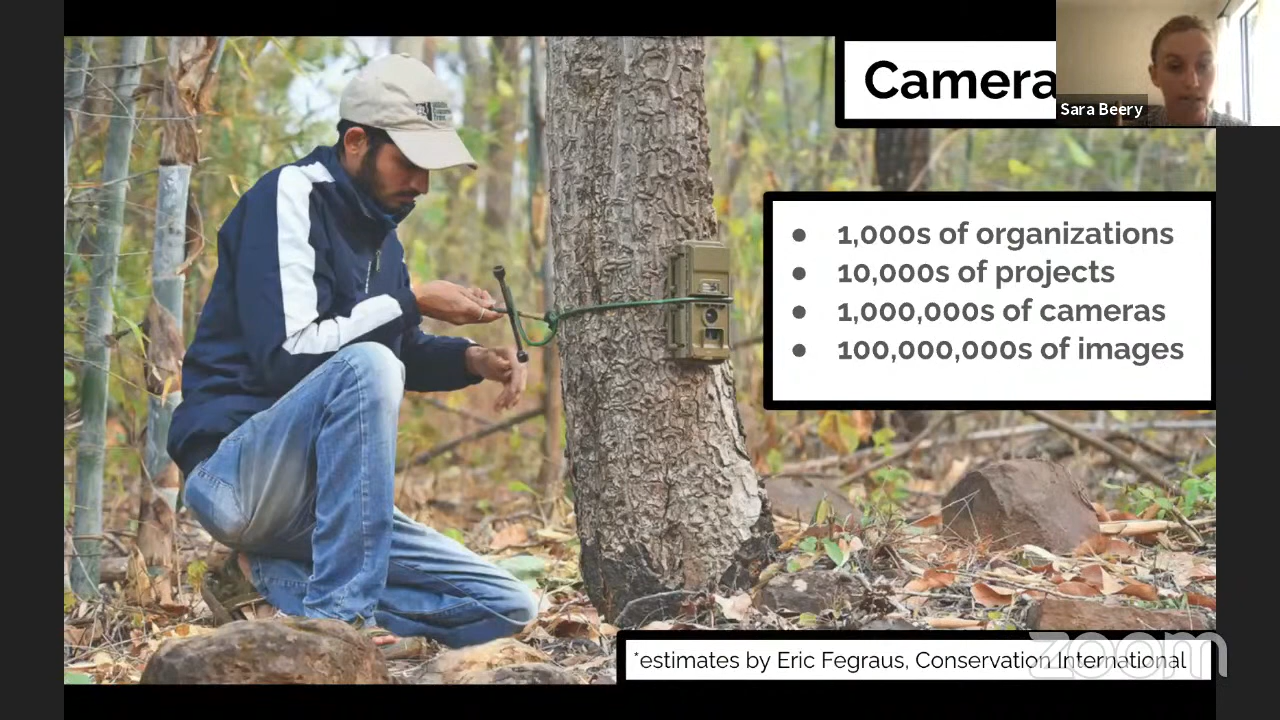 Camera
Sara Beery
● 1,000s of organizations
● 10,000s of projects
● 1,000,000s of cameras
● 100,000,000s of images
*estimates by Eric Fegraus, Conservation International
zoom